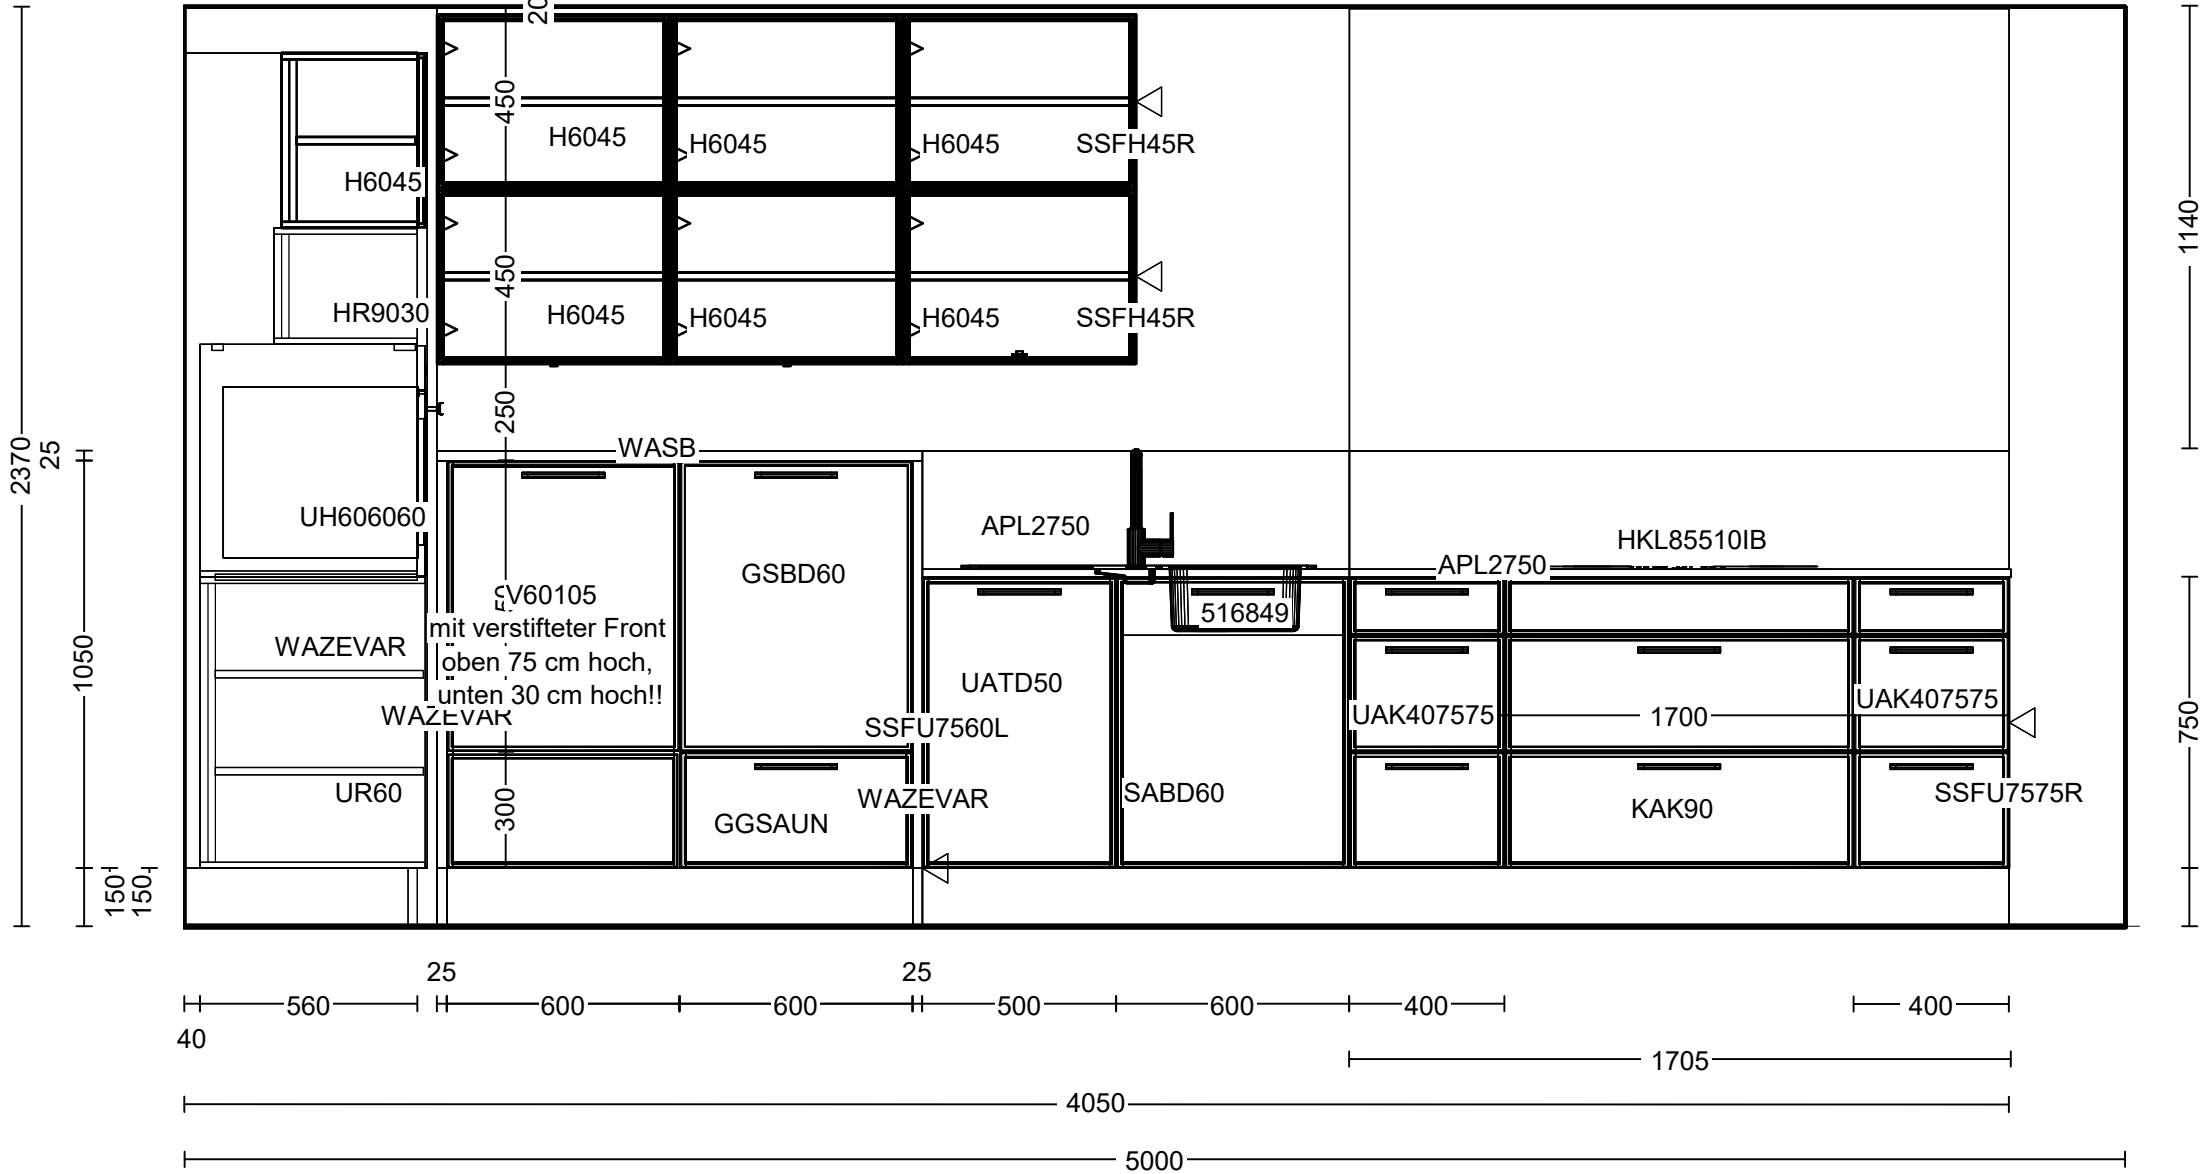 20
450
H6045
H6045
H6045
SSFH45R
H6045
1140
450
HR9030
H6045
H6045
H6045
SSFH45R
250
2370
25
WASB
UH606060
APL2750
HKL85510IB
APL2750
GSBD60
SV60105
mit verstifteter Front
oben 75 cm hoch,
unten 30 cm hoch!!
516849
WAZEVAR
1050
UATD50
WAZEVAR
SSFU7560L
UAK407575
1700
UAK407575
750
UR60
300
GGSAUN
WAZEVAR
SABD60
KAK90
SSFU7575R
150
150
25
25
560
600
600
500
600
400
400
40
1705
4050
5000